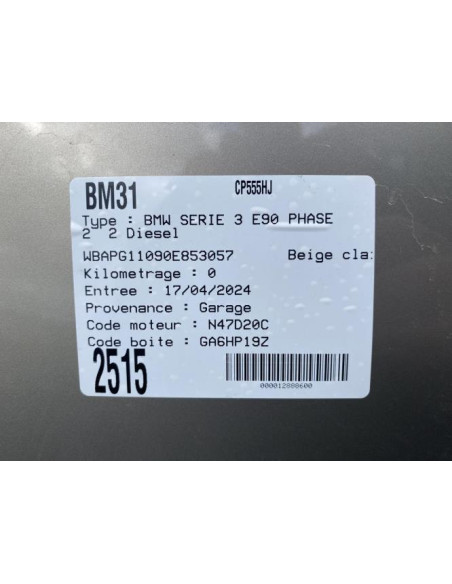 BM31 CP555HJ
Type : BMW SERIE 3 E90 PHASE
2 2 Diesel
WBAPG11090E853057 Beige cla:
Kilometrage : 0
Entree : 17/04/2024
Provenance : Garage
Code moteur : N47D20C
Code boite : GA6HP19Z
2515
000012888600